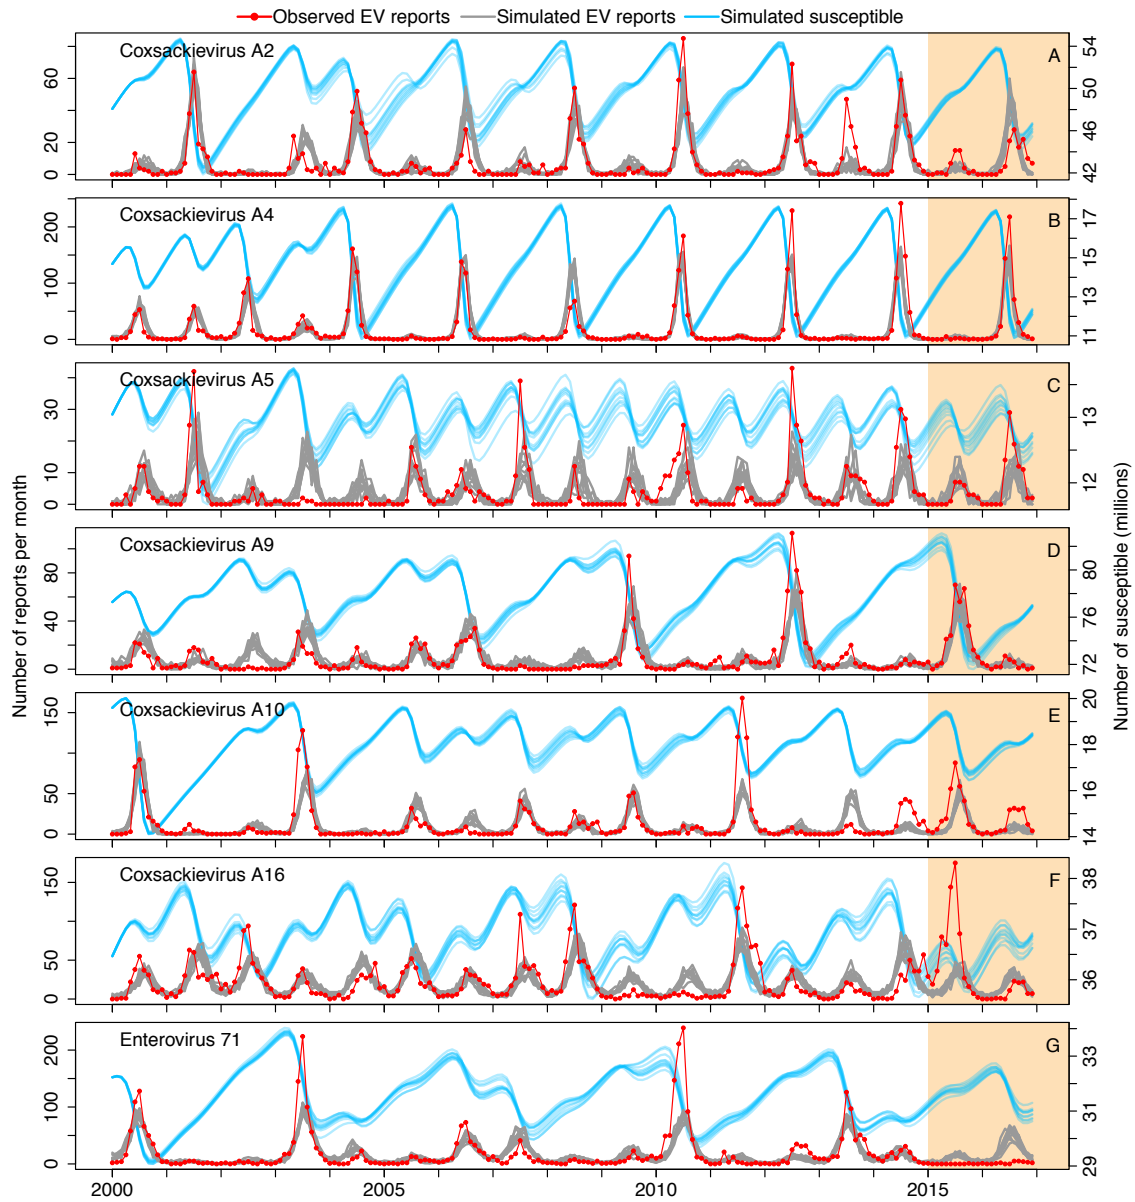 Observed EV reports Simulated EV reports Simulated susceptible
Number of reports per month
Number of susceptible (millions)
Coxsackievirus A2 A
0 20 60
42 46 50 54
Coxsackievirus A4 B
0 100 200
11 13 15 17
Coxsackievirus A5 C
0 10 30
12 13
Coxsackievirus A9 D
0 40 80
72 76 80
Coxsackievirus A10 E
0 50 150
14 16 18 20
Coxsackievirus A16 F
0 50 150
36 37 38
Enterovirus 71 G
0 100 200
29 31 33
2000 2005 2010 2015